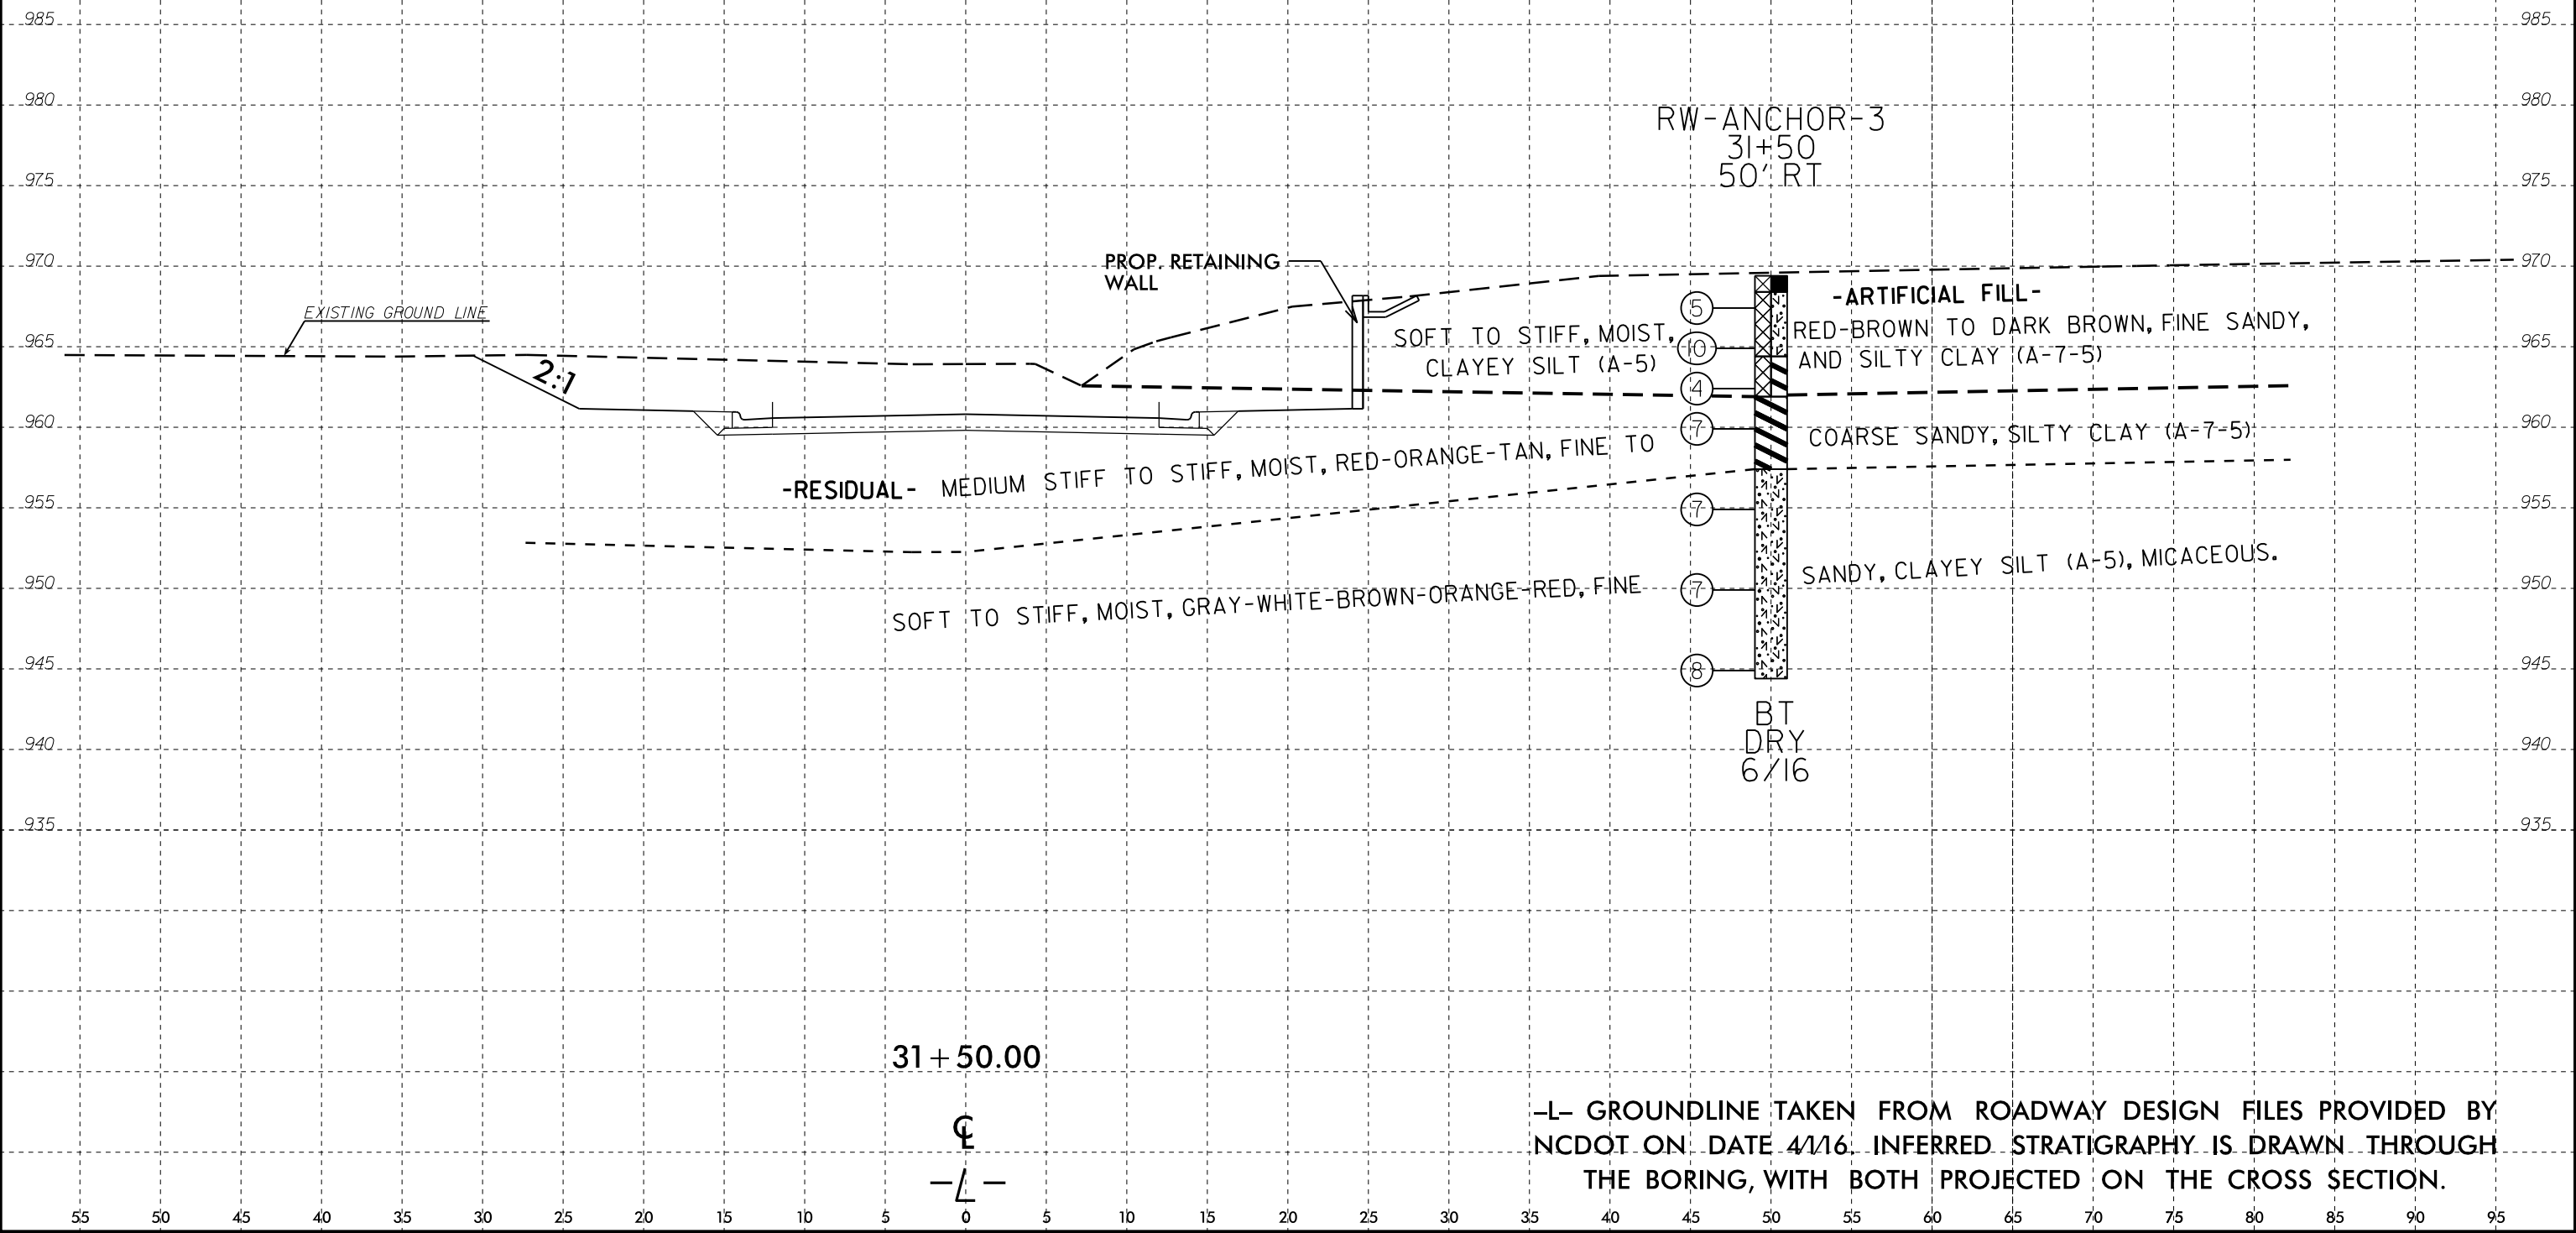 985 985
980 980
RW-ANCHOR-3
31+50
50' RT
975 975
970 970
PROP. RETAINING
WALL
EXISTING GROUND LINE
-ARTIFICIAL FILL-
5
SOFT TO STIFF, MOIST, RED-BROWN TO DARK BROWN, FINE SANDY,
965 965
10
CLAYEY SILT (A-5) AND SILTY CLAY (A-7-5)
2:1
4
960 960
7
-RESIDUAL- MEDIUM STIFF TO STIFF, MOIST, RED-ORANGE-TAN, FINE TO COARSE SANDY, SILTY CLAY (A-7-5)
955 955
7
950 950
7
SOFT TO STIFF, MOIST, GRAY-WHITE-BROWN-ORANGE-RED, FINE SANDY, CLAYEY SILT (A-5), MICACEOUS.
945 945
8
BT
DRY
6/16
940 940
935 935
31+50.00
℄
-L-
-L- GROUNDLINE TAKEN FROM ROADWAY DESIGN FILES PROVIDED BY
NCDOT ON DATE 4/1/16. INFERRED STRATIGRAPHY IS DRAWN THROUGH
THE BORING, WITH BOTH PROJECTED ON THE CROSS SECTION.
55 50 45 40 35 30 25 20 15 10 5 0 5 10 15 20 25 30 35 40 45 50 55 60 65 70 75 80 85 90 95